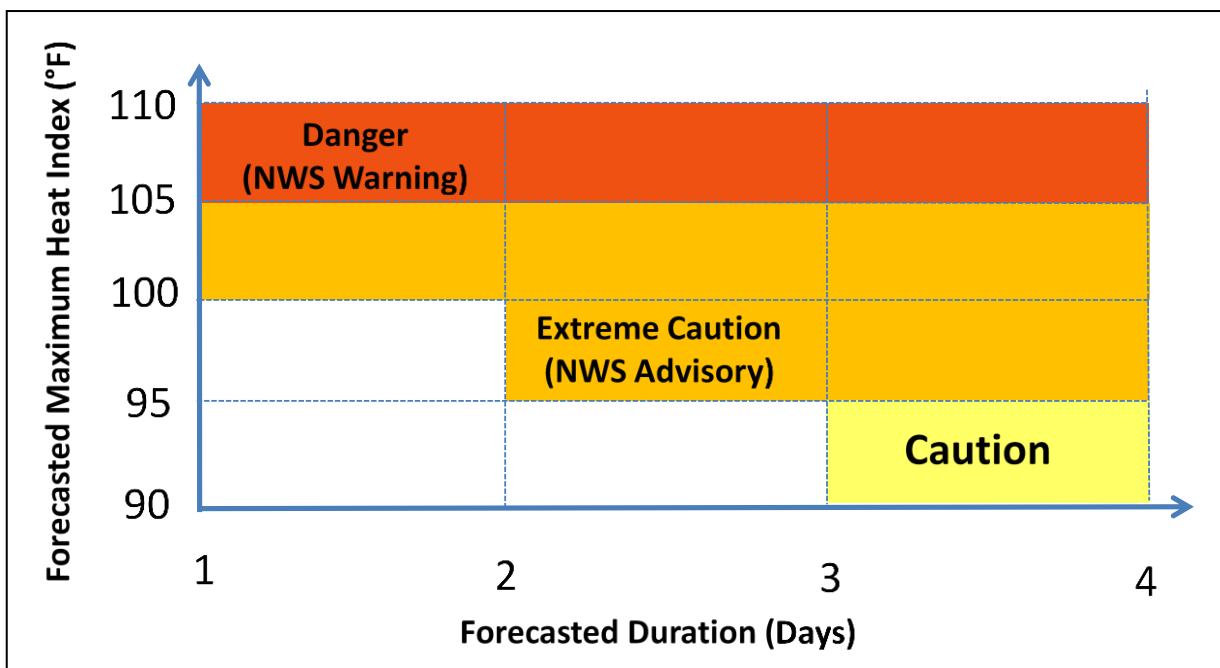 Forecasted Maximum Heat Index (°F)
110
105
100
95
90
Danger
(NWS Warning)
Extreme Caution
(NWS Advisory)
Caution
1 2 3 4
Forecasted Duration (Days)